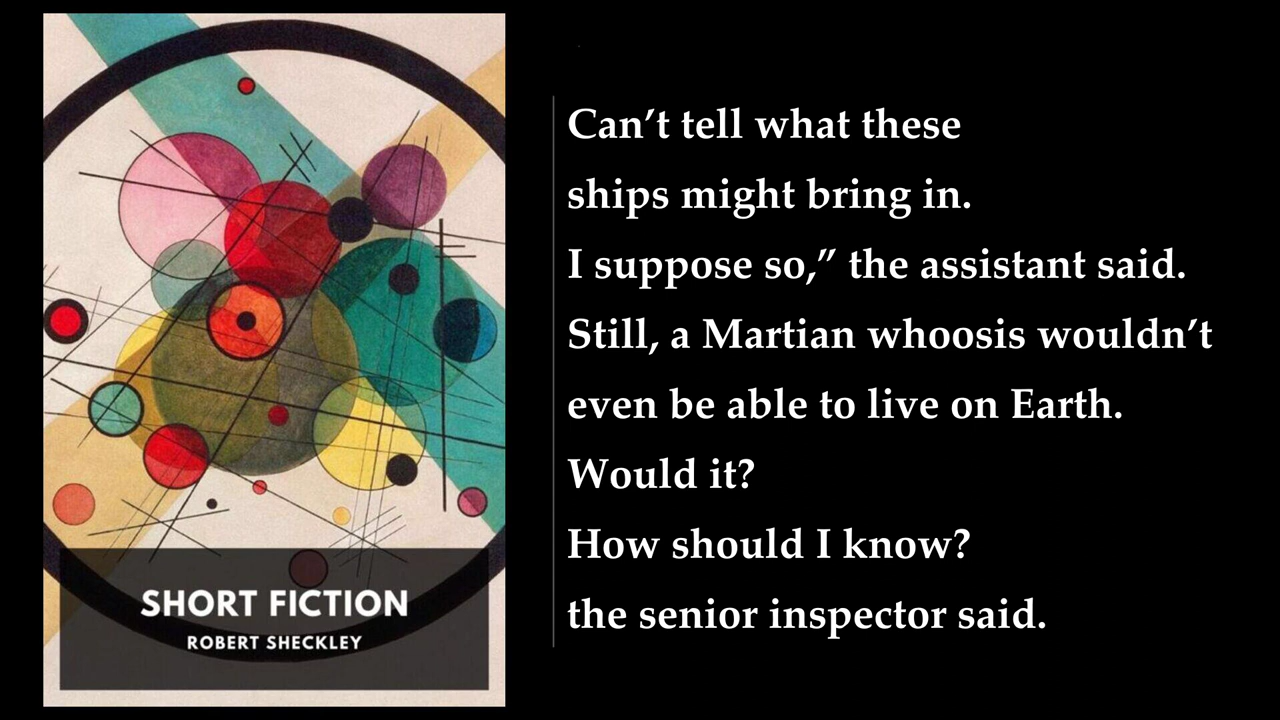 SHORT FICTION
ROBERT SHECKLEY
Can’t tell what these
ships might bring in.
I suppose so,” the assistant said.
Still, a Martian whoosis wouldn’t
even be able to live on Earth.
Would it?
How should I know?
the senior inspector said.